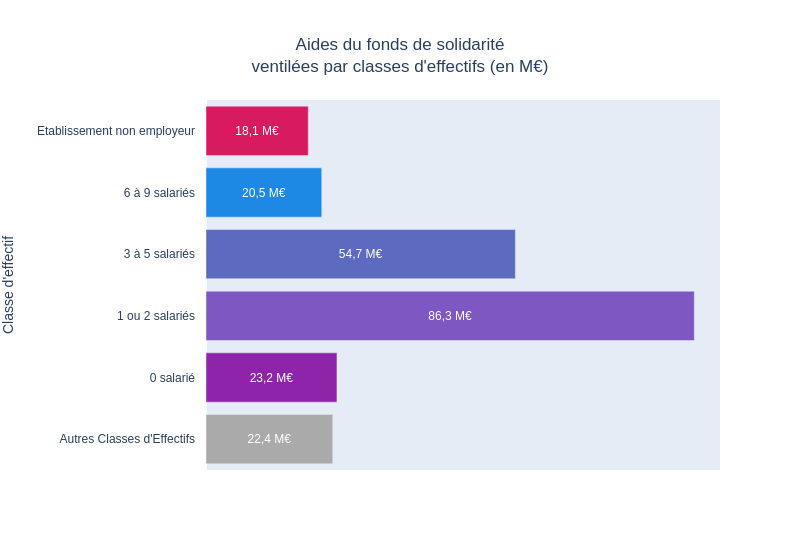 Aides du fonds de solidarité
ventilées par classes d'effectifs (en M€)
Classe d'effectif
Etablissement non employeur
18,1 M€
6 à 9 salariés
20,5 M€
3 à 5 salariés
54,7 M€
1 ou 2 salariés
86,3 M€
0 salarié
23,2 M€
Autres Classes d'Effectifs
22,4 M€